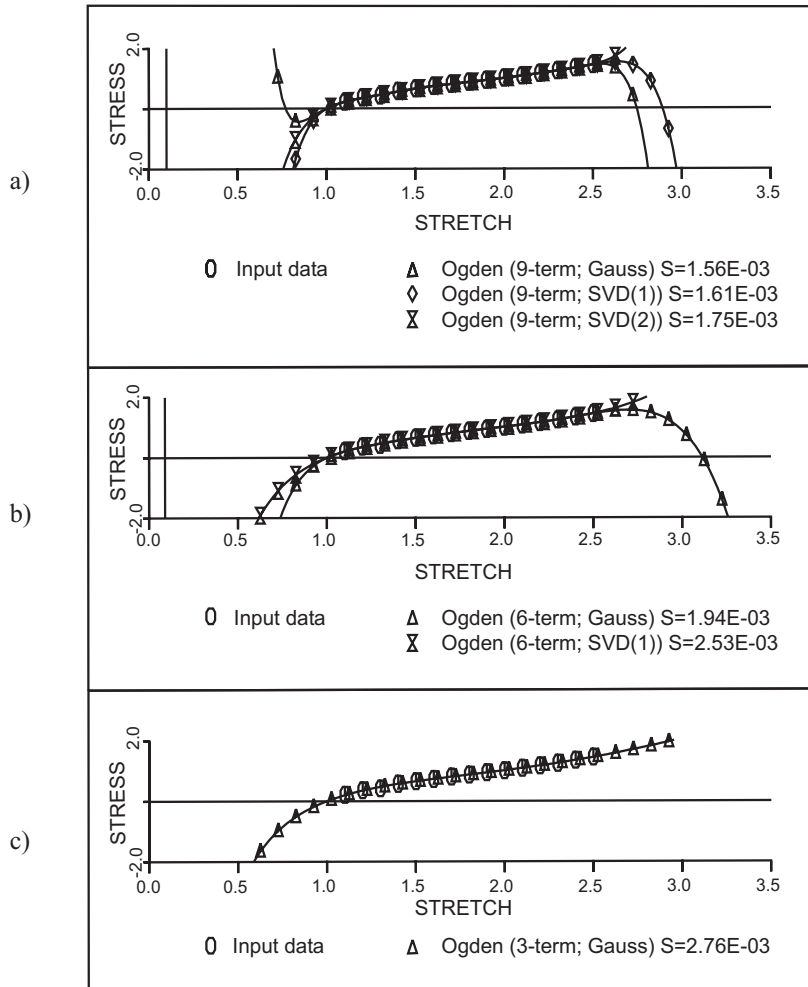 a)
STRESS
2.0
-2.0
0.0 0.5 1.0 1.5 2.0 2.5 3.0 3.5
STRETCH
Input data
Ogden (9-term; Gauss) S=1.56E-03
Ogden (9-term; SVD(1)) S=1.61E-03
Ogden (9-term; SVD(2)) S=1.75E-03
b)
STRESS
2.0
-2.0
0.0 0.5 1.0 1.5 2.0 2.5 3.0 3.5
STRETCH
Input data
Ogden (6-term; Gauss) S=1.94E-03
Ogden (6-term; SVD(1)) S=2.53E-03
c)
STRESS
2.0
-2.0
0.0 0.5 1.0 1.5 2.0 2.5 3.0 3.5
STRETCH
Input data
Ogden (3-term; Gauss) S=2.76E-03